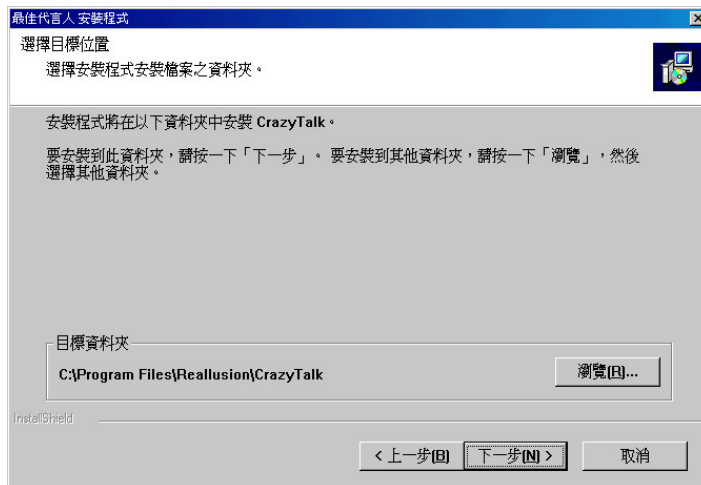 最佳代言人 安裝程式
選擇目標位置
選擇安裝程式安裝檔案之資料夾。
安裝程式將在以下資料夾中安裝 CrazyTalk。
要安裝到此資料夾，請按一下「下一步」。 要安裝到其他資料夾，請按一下「瀏覽」，然後
選擇其他資料夾。
目標資料夾
C:\Program Files\Reallusion\CrazyTalk
瀏覽(R)...
InstallShield
< 上一步(B)
下一步(N) >
取消